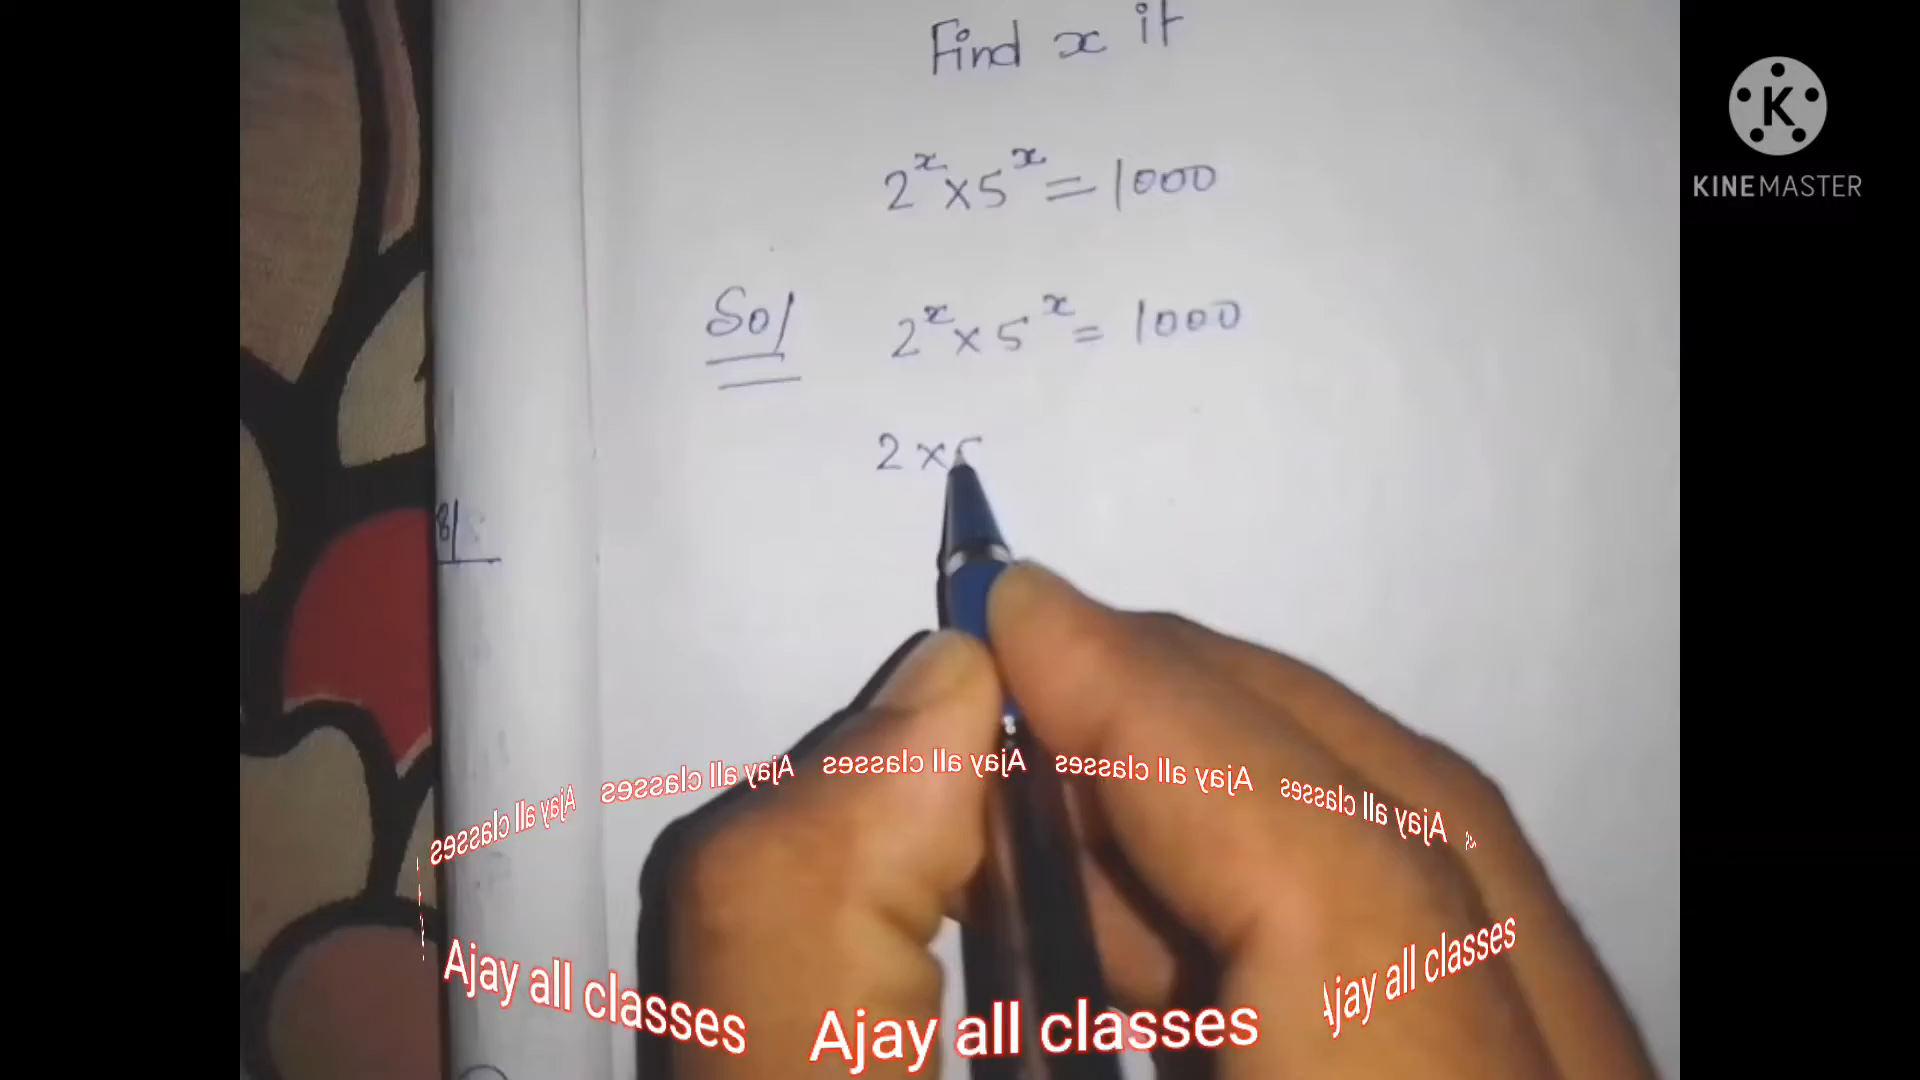 Find x if
2^x × 5^x = 1000
Sol 2^x × 5^x = 1000
2 × 5
8/
K
KINEMASTER
Ajay all classes Ajay all classes Ajay all classes Ajay all classes Ajay all classes
Ajay all classes Ajay all classes Ajay all classes